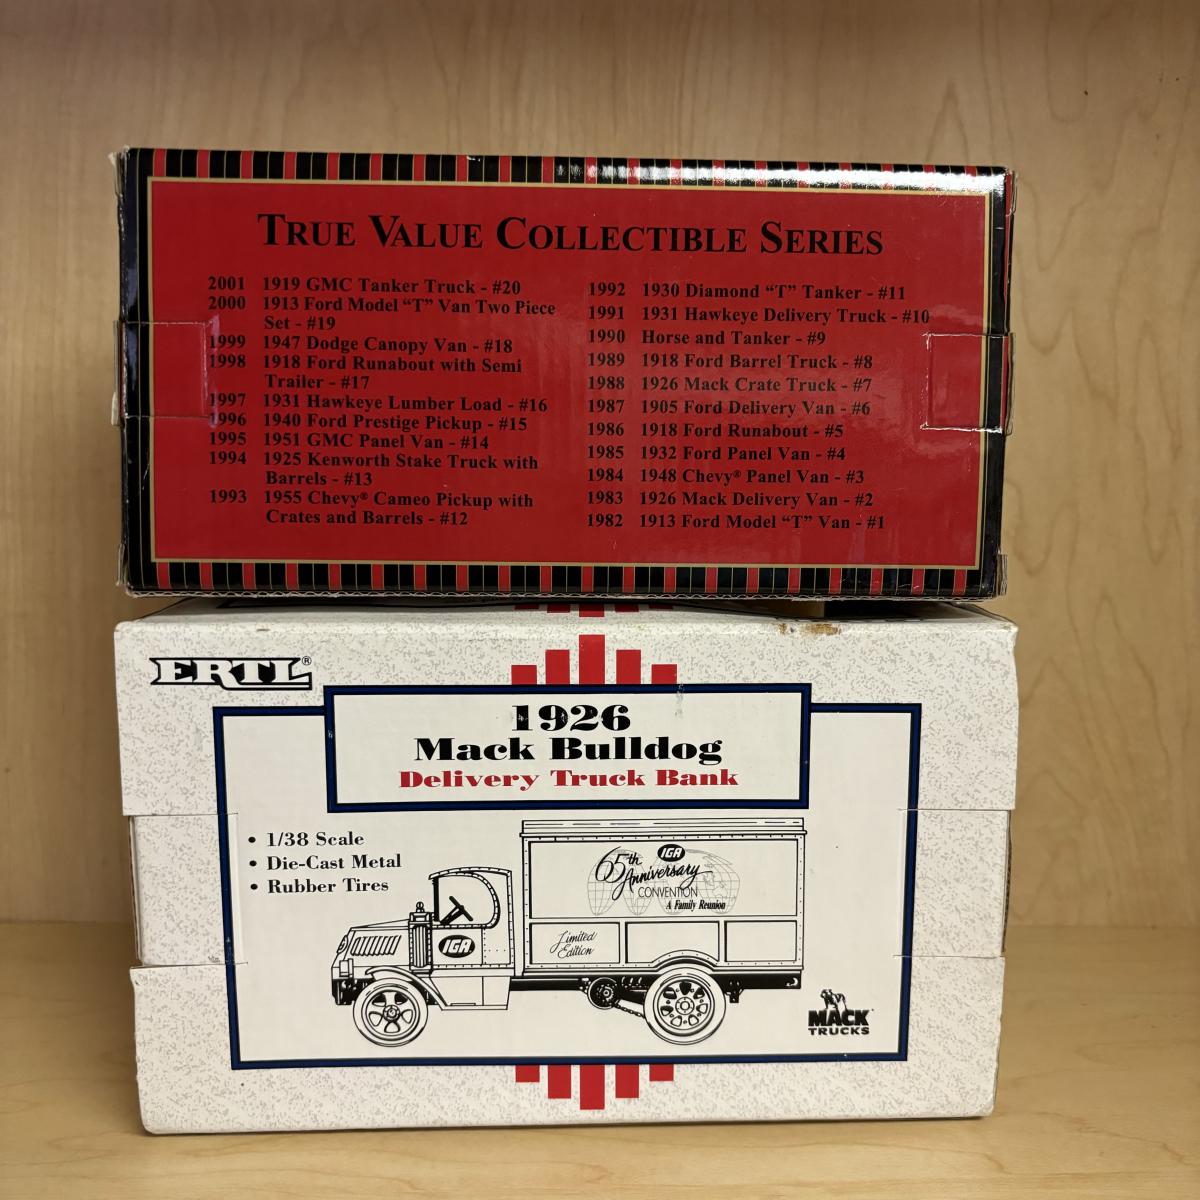 TRUE VALUE COLLECTIBLE SERIES
2001 1919 GMC Tanker Truck - #20
2000 1913 Ford Model “T” Van Two Piece
Set - #19
1999 1947 Dodge Canopy Van - #18
1998 1918 Ford Runabout with Semi
Trailer - #17
1997 1931 Hawkeye Lumber Load - #16
1996 1940 Ford Prestige Pickup - #15
1995 1951 GMC Panel Van - #14
1994 1925 Kenworth Stake Truck with
Barrels - #13
1993 1955 Chevy® Cameo Pickup with
Crates and Barrels - #12
1992 1930 Diamond “T” Tanker - #11
1991 1931 Hawkeye Delivery Truck - #10
1990 Horse and Tanker - #9
1989 1918 Ford Barrel Truck - #8
1988 1926 Mack Crate Truck - #7
1987 1905 Ford Delivery Van - #6
1986 1918 Ford Runabout - #5
1985 1932 Ford Panel Van - #4
1984 1948 Chevy® Panel Van - #3
1983 1926 Mack Delivery Van - #2
1982 1913 Ford Model “T” Van - #1
ERTL®
1926
Mack Bulldog
Delivery Truck Bank
• 1/38 Scale
• Die-Cast Metal
• Rubber Tires
IGA
65th
Anniversary
CONVENTION
A Family Reunion
Limited
Edition
IGA
MACK
TRUCKS